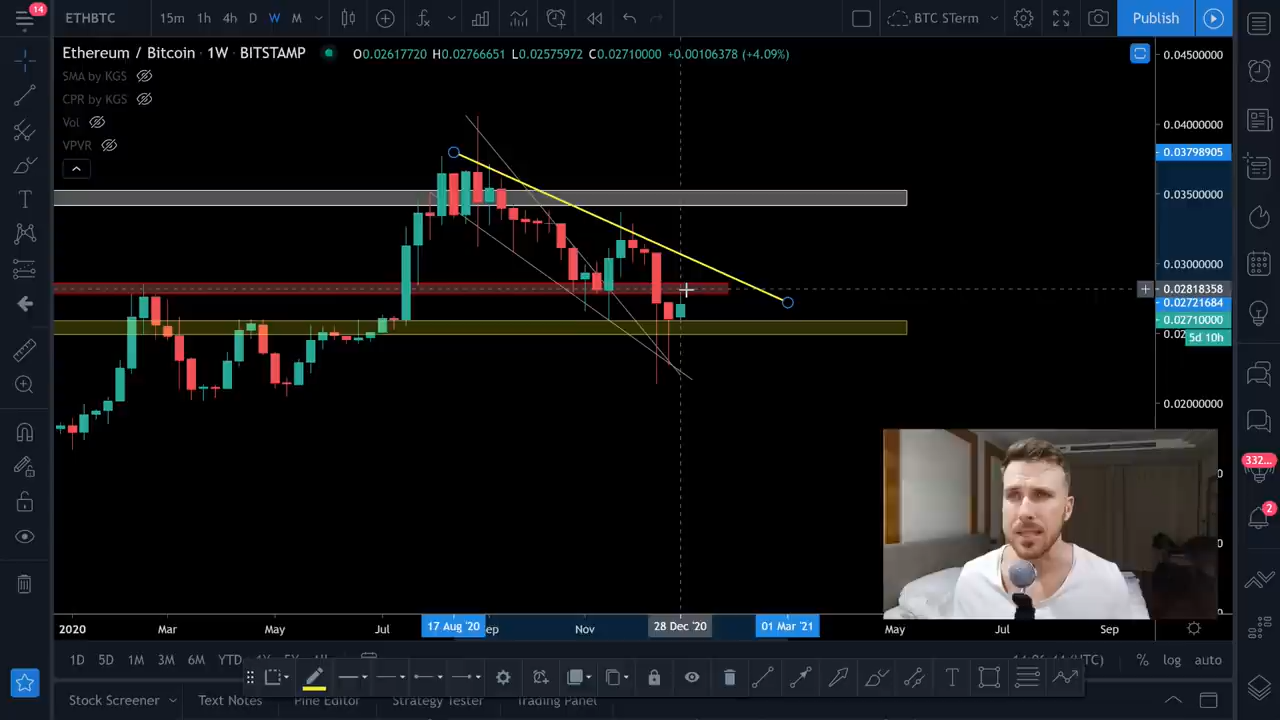 14
ETHBTC
15m 1h 4h D W M
BTC STerm
Publish
Ethereum / Bitcoin · 1W · BITSTAMP O0.02617720 H0.02766651 L0.02575972 C0.02710000 +0.00106378 (+4.09%)
SMA by KGS
CPR by KGS
Vol
VPVR
0.04500000
0.04000000
0.03798905
0.03500000
0.03000000
0.02818358
0.02721684
0.02710000
5d 10h
0.02000000
332...
2
2020 Mar May Jul 17 Aug '20 Nov 28 Dec '20 01 Mar '21 May Jul Sep
1D 5D 1M 3M 6M YTD (UTC) % log auto
Stock Screener Text Notes Pine Editor Strategy Tester Trading Panel